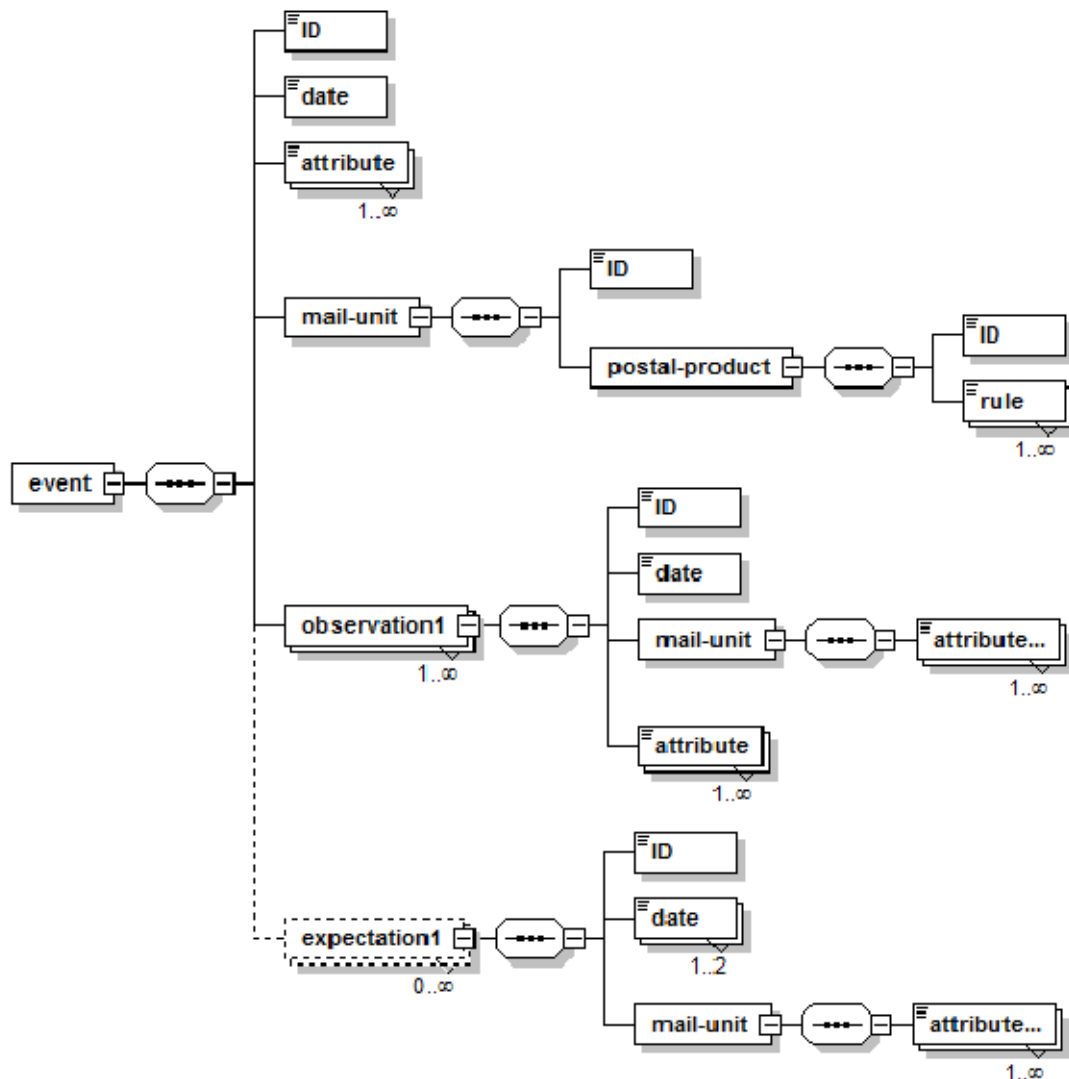 ID
date
attribute
1..∞
mail-unit
ID
postal-product
ID
rule
1..∞
event
observation1
1..∞
ID
date
mail-unit
attribute...
1..∞
attribute
1..∞
expectation1
0..∞
ID
date
1..2
mail-unit
attribute...
1..∞